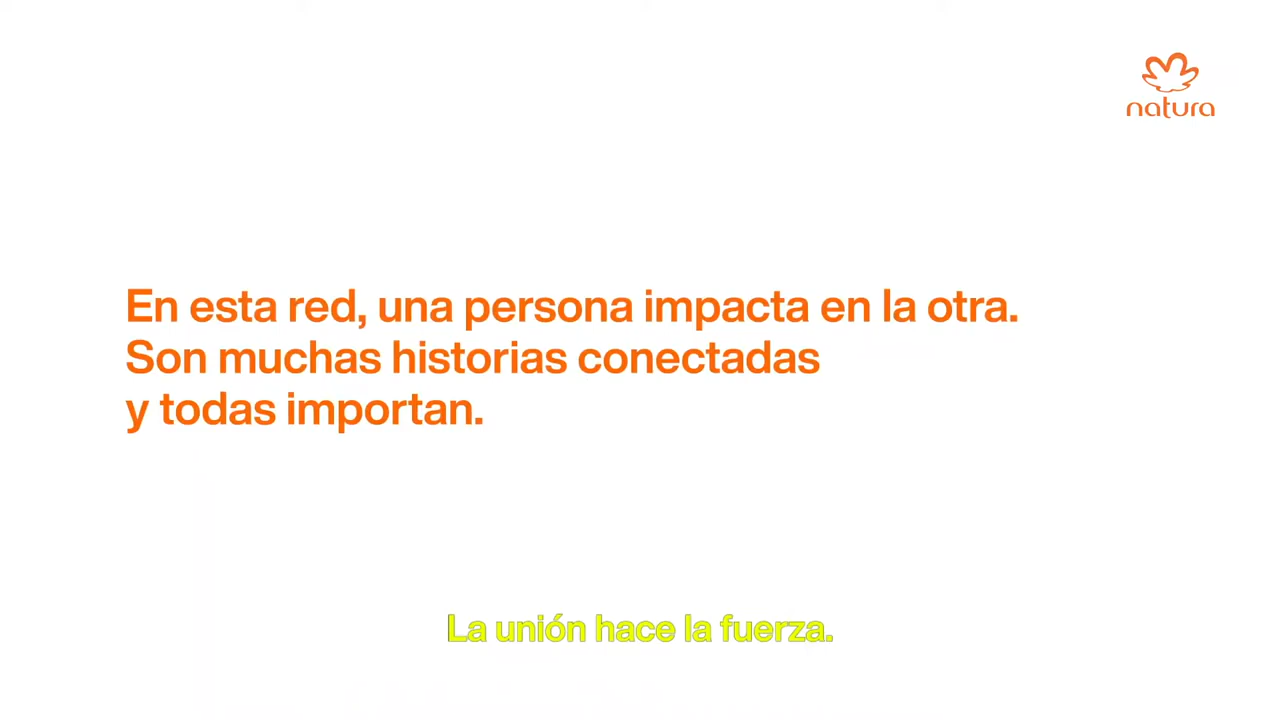 natura
En esta red, una persona impacta en la otra.
Son muchas historias conectadas
y todas importan.
La unión hace la fuerza.